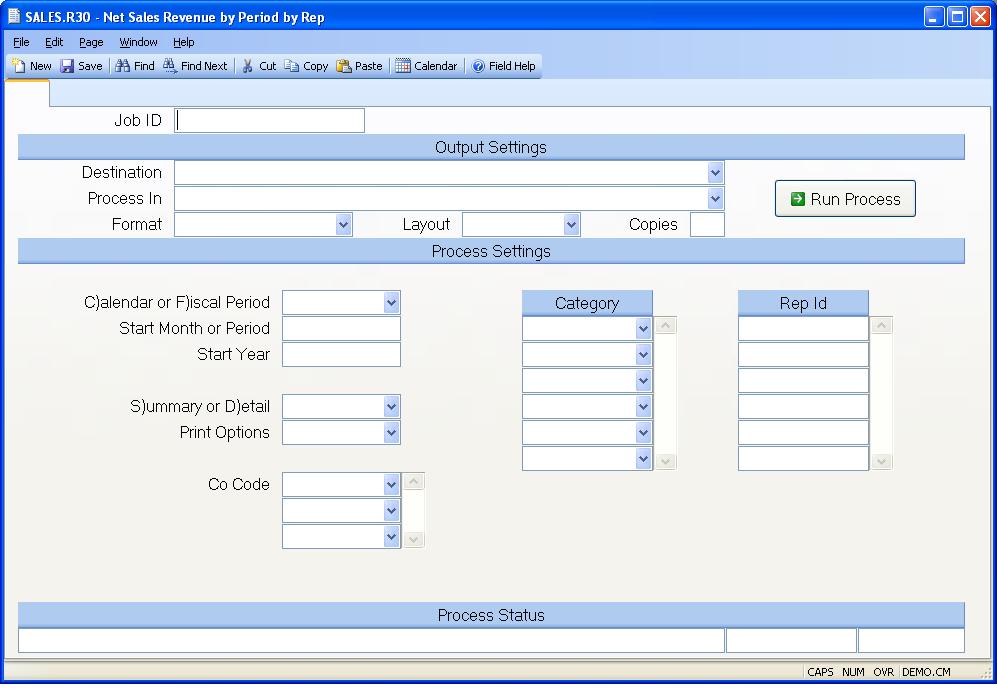 SALES.R30 - Net Sales Revenue by Period by Rep
File Edit Page Window Help
New Save Find Find Next Cut Copy Paste Calendar Field Help
Job ID
Output Settings
Destination
Process In
Run Process
Format Layout Copies
Process Settings
C)alendar or F)iscal Period Category Rep Id
Start Month or Period
Start Year
S)ummary or D)etail
Print Options
Co Code
Process Status
CAPS NUM OVR DEMO.CM